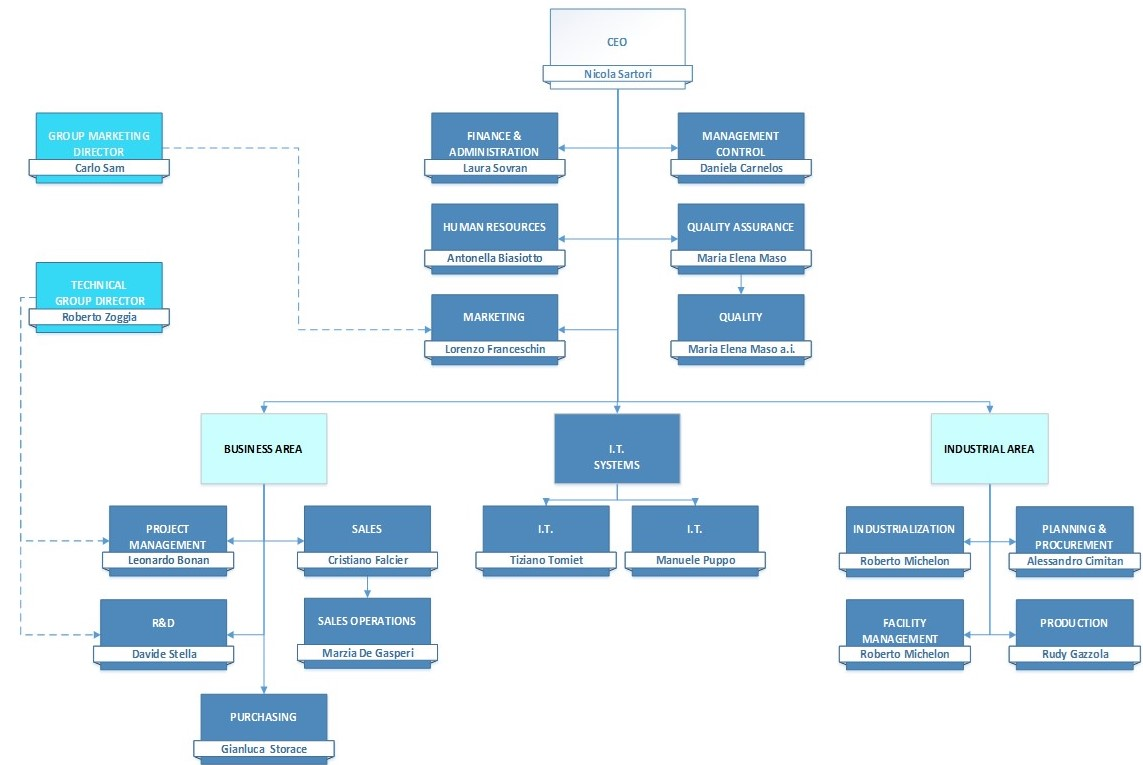 CEO
Nicola Sartori
GROUP MARKETING
DIRECTOR
Carlo Sam
FINANCE &
ADMINISTRATION
Laura Sovran
MANAGEMENT
CONTROL
Daniela Carnelos
HUMAN RESOURCES
Antonella Biasiotto
QUALITY ASSURANCE
Maria Elena Maso
TECHNICAL
GROUP DIRECTOR
Roberto Zoggia
MARKETING
Lorenzo Franceschin
QUALITY
Maria Elena Maso a.i.
BUSINESS AREA
I.T.
SYSTEMS
INDUSTRIAL AREA
PROJECT
MANAGEMENT
Leonardo Bonan
SALES
Cristiano Falcier
I.T.
Tiziano Tomiet
I.T.
Manuele Puppo
INDUSTRIALIZATION
Roberto Michelon
PLANNING &
PROCUREMENT
Alessandro Cimitan
R&D
Davide Stella
SALES OPERATIONS
Marzia De Gasperi
FACILITY
MANAGEMENT
Roberto Michelon
PRODUCTION
Rudy Gazzola
PURCHASING
Gianluca Storace